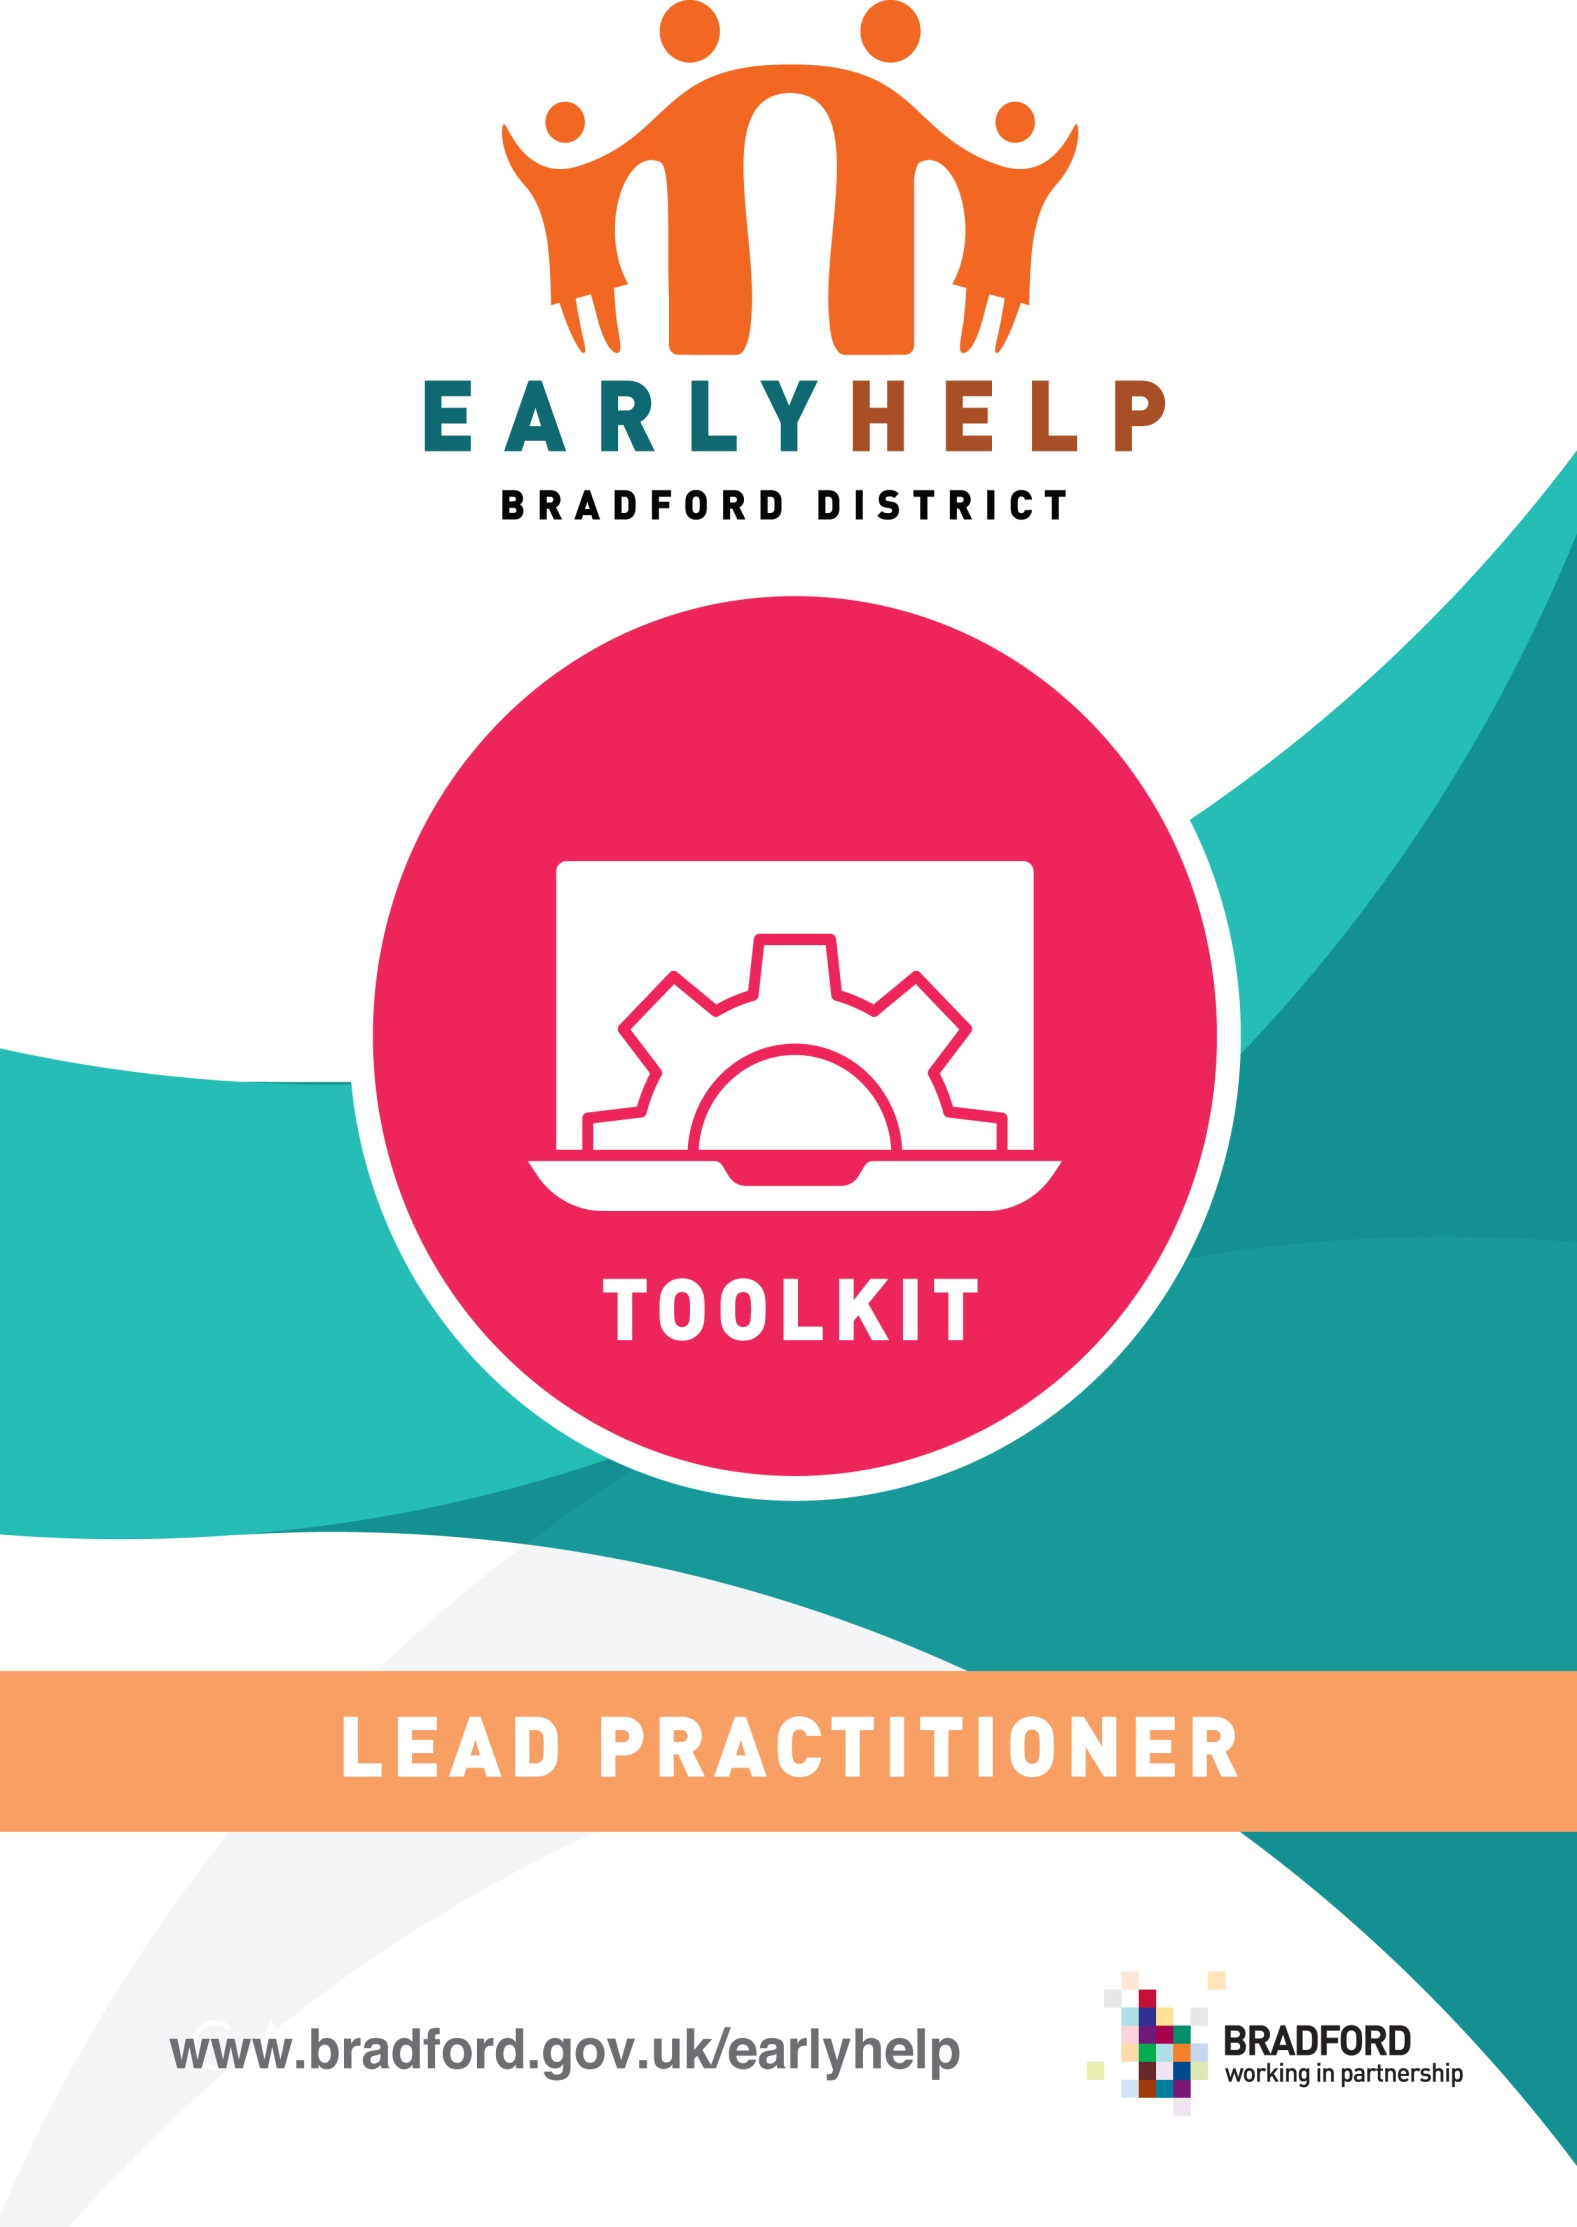 EARLYHELP
BRADFORD DISTRICT
TOOLKIT
LEAD PRACTITIONER
www.bradford.gov.uk/earlyhelp
BRADFORD
working in partnership